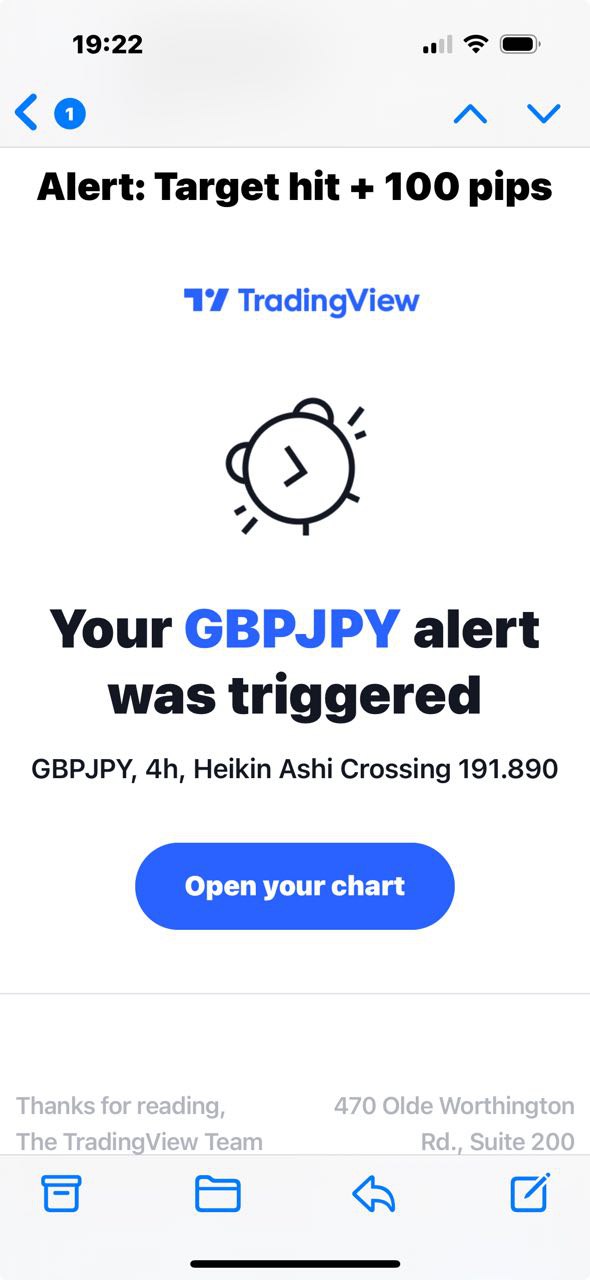 19:22
1
Alert: Target hit + 100 pips
TradingView
Your GBPJPY alert
was triggered
GBPJPY, 4h, Heikin Ashi Crossing 191.890
Open your chart
Thanks for reading,
The TradingView Team
470 Olde Worthington
Rd., Suite 200